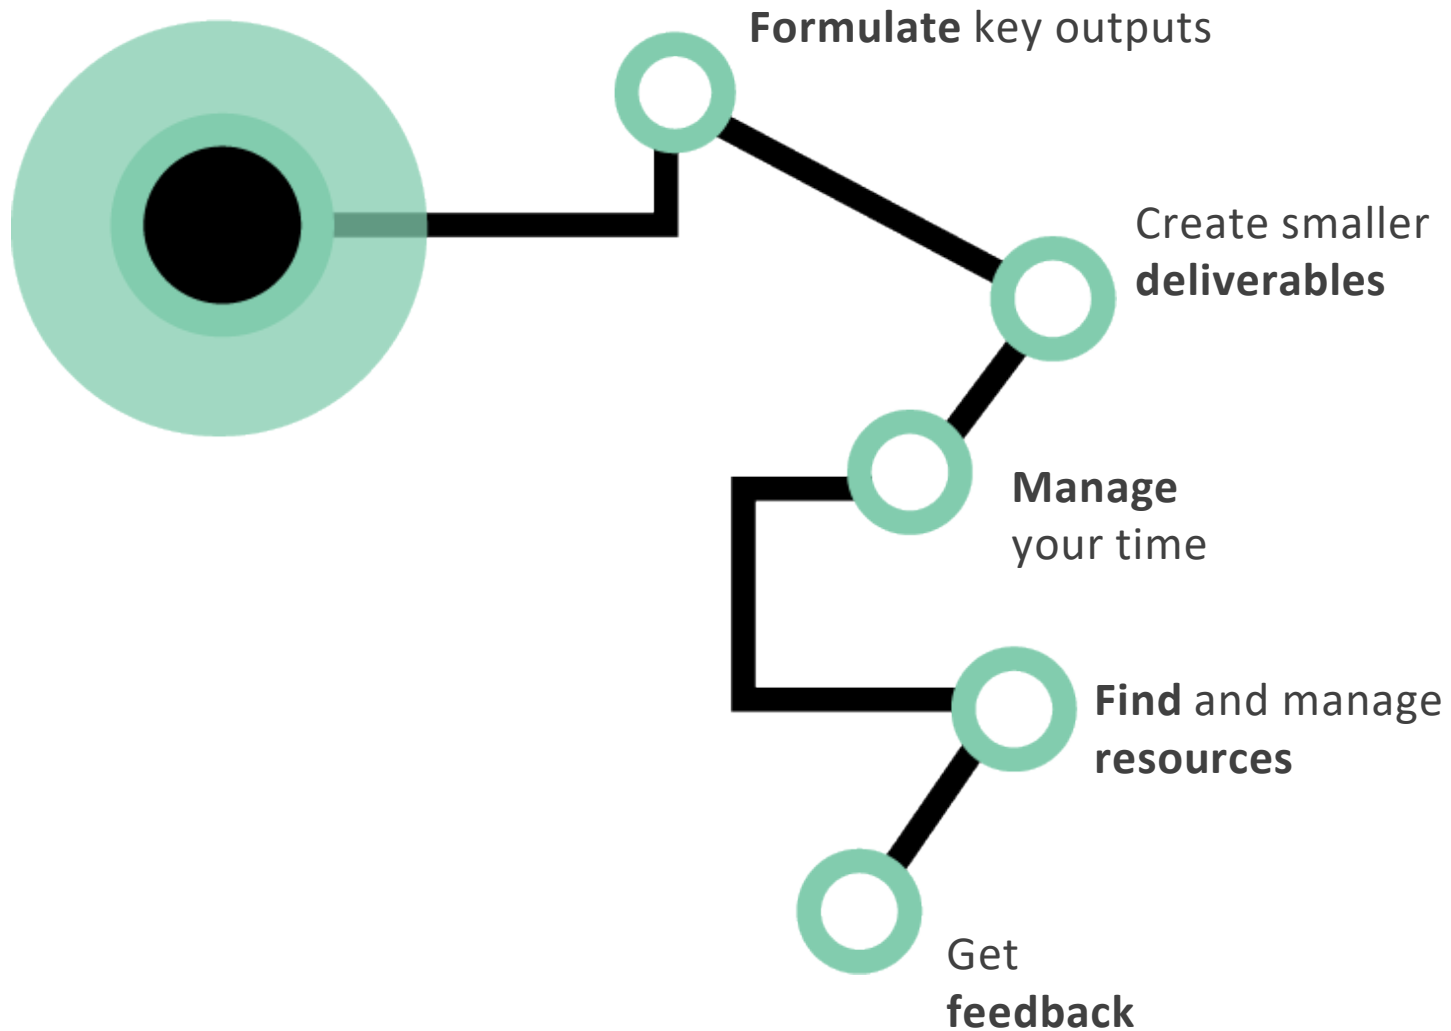 Formulate key outputs
Create smaller
deliverables
Manage
your time
Find and manage
resources
Get
feedback